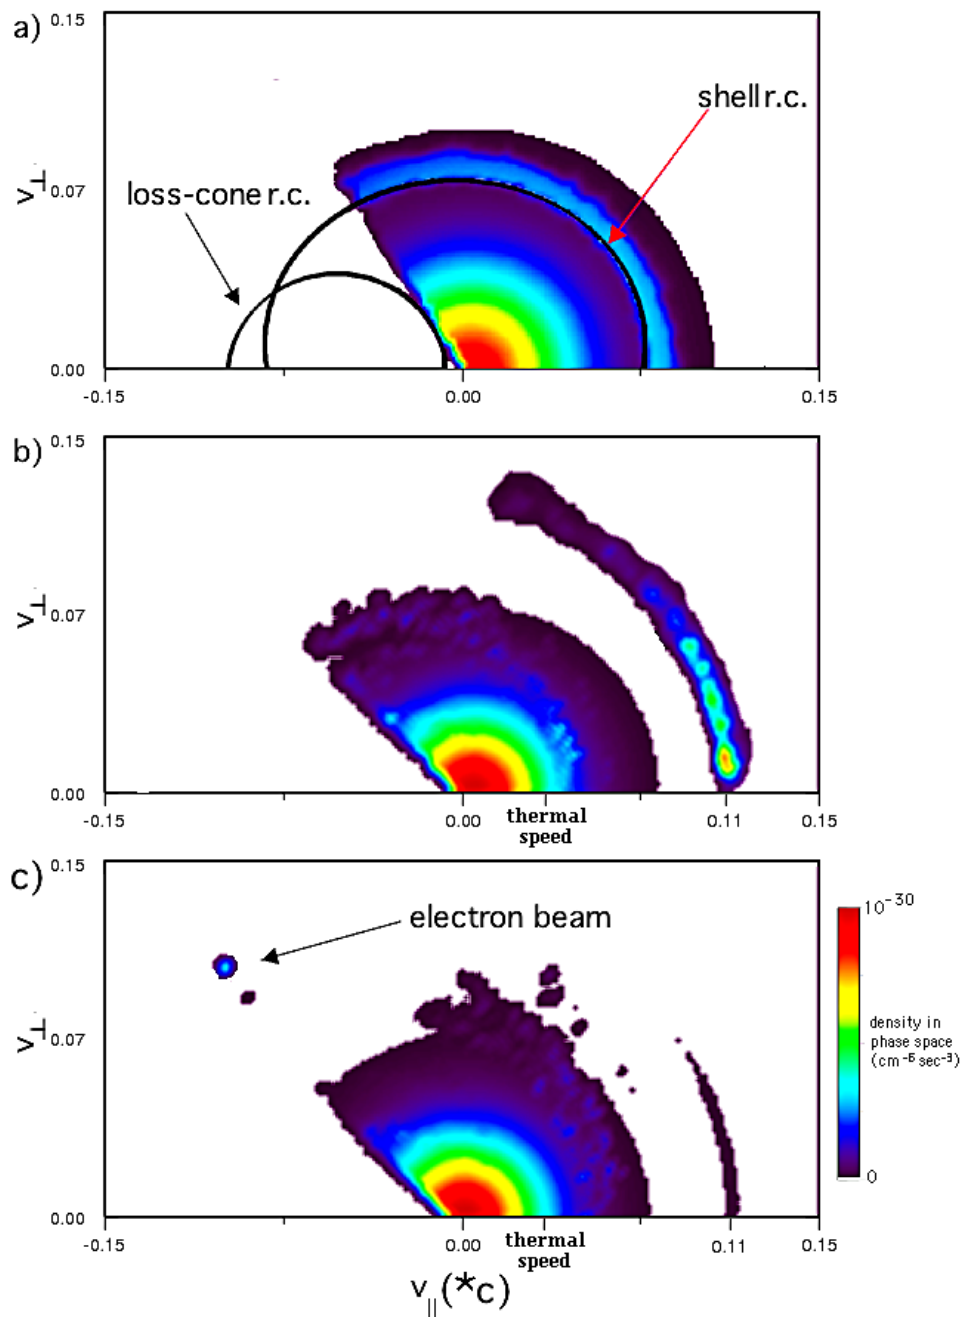 a)
0.15
shell r.c.
loss-cone r.c.
v⊥
0.07
0.00
-0.15
0.00
0.15
b)
0.15
v⊥
0.07
0.00
-0.15
0.00
thermal
speed
0.11
0.15
c)
0.15
electron beam
10⁻³⁰
density in
phase space
(cm⁻⁶sec⁻³)
0
v⊥
0.07
0.00
-0.15
0.00
thermal
speed
0.11
0.15
v||(*c)